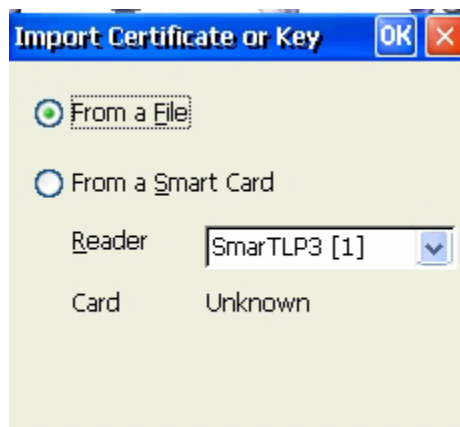 Import Certificate or Key OK
From a File
From a Smart Card
Reader SmarTLP3 [1]
Card Unknown